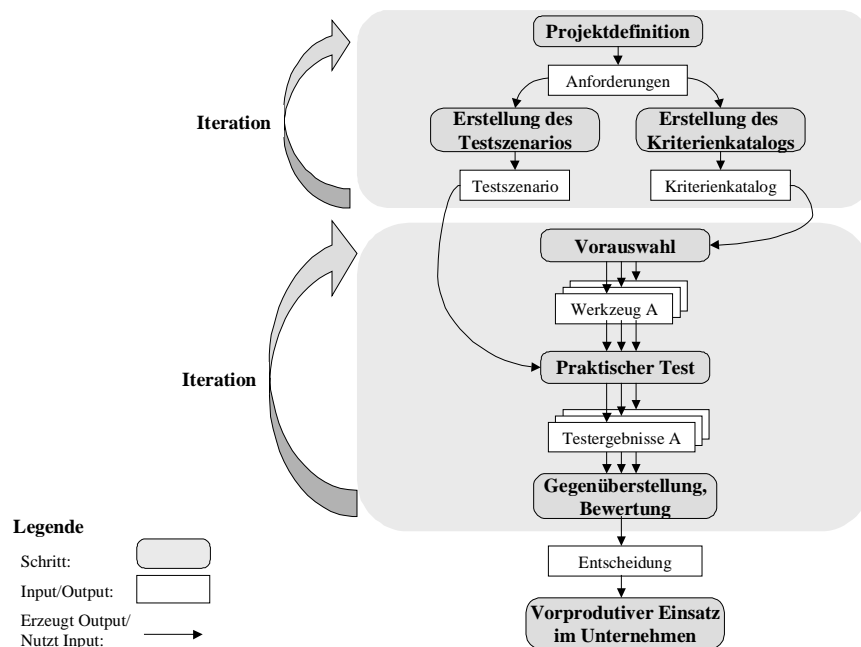 Projektdefinition
Anforderungen
Iteration
Erstellung des
Testszenarios
Erstellung des
Kriterienkatalogs
Testszenario
Kriterienkatalog
Vorauswahl
Werkzeug A
Iteration
Praktischer Test
Testergebnisse A
Gegenüberstellung,
Bewertung
Legende
Schritt:
Input/Output:
Erzeugt Output/
Nutzt Input:
Entscheidung
Vorprodutiver Einsatz
im Unternehmen